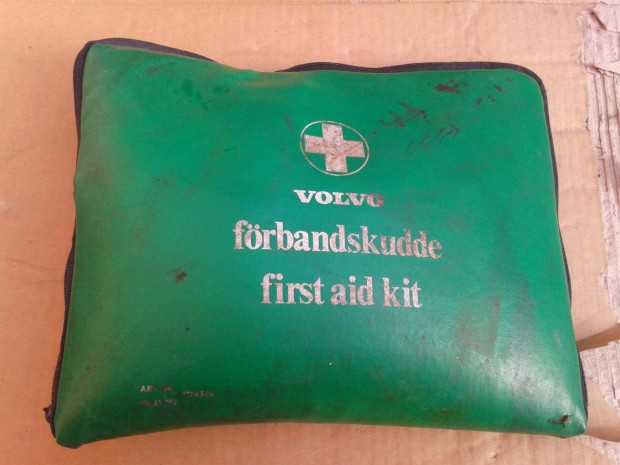 VOLVO
förbandskudde
first aid kit